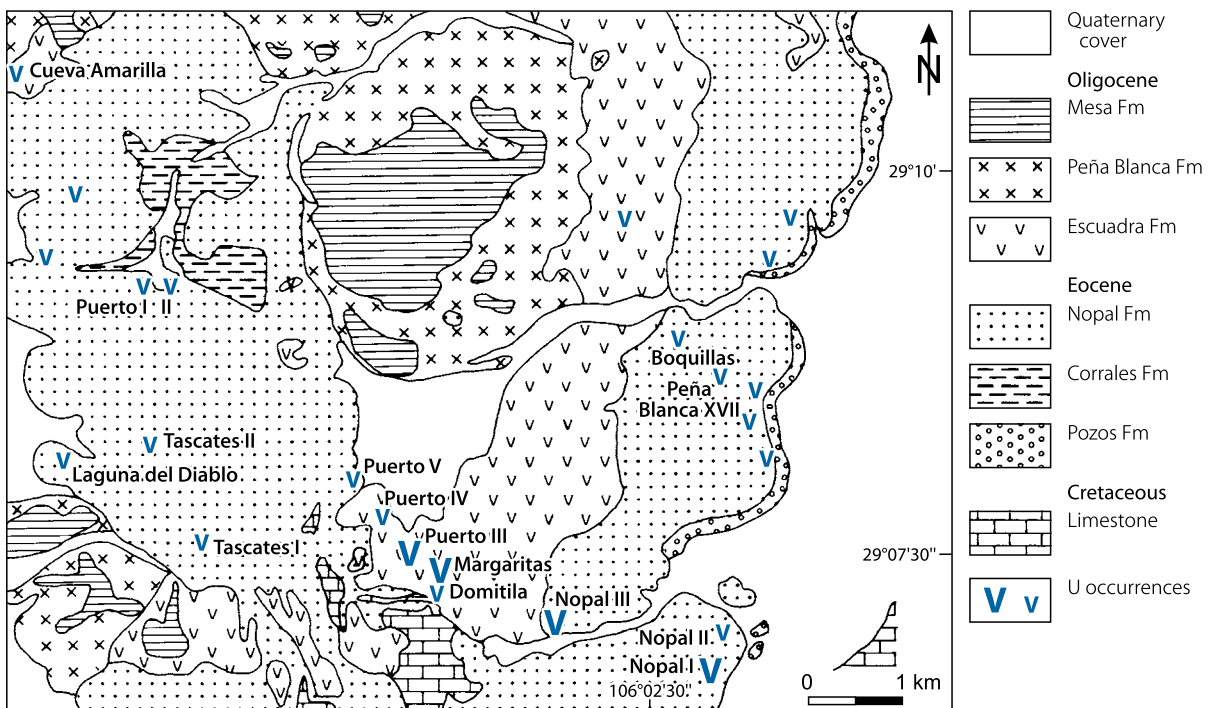 Cueva Amarilla
N
29°10'
Puerto I II
Boquillas
Peña
Blanca XVII
Tascates II
Laguna del Diablo
Puerto V
Puerto IV
Puerto III
Tascates I
Margaritas
Domitila
29°07'30"
Nopal III
Nopal II
Nopal I
106°02'30"
0 1 km
Quaternary
cover
Oligocene
Mesa Fm
Peña Blanca Fm
Escuadra Fm
Eocene
Nopal Fm
Corrales Fm
Pozos Fm
Cretaceous
Limestone
U occurrences